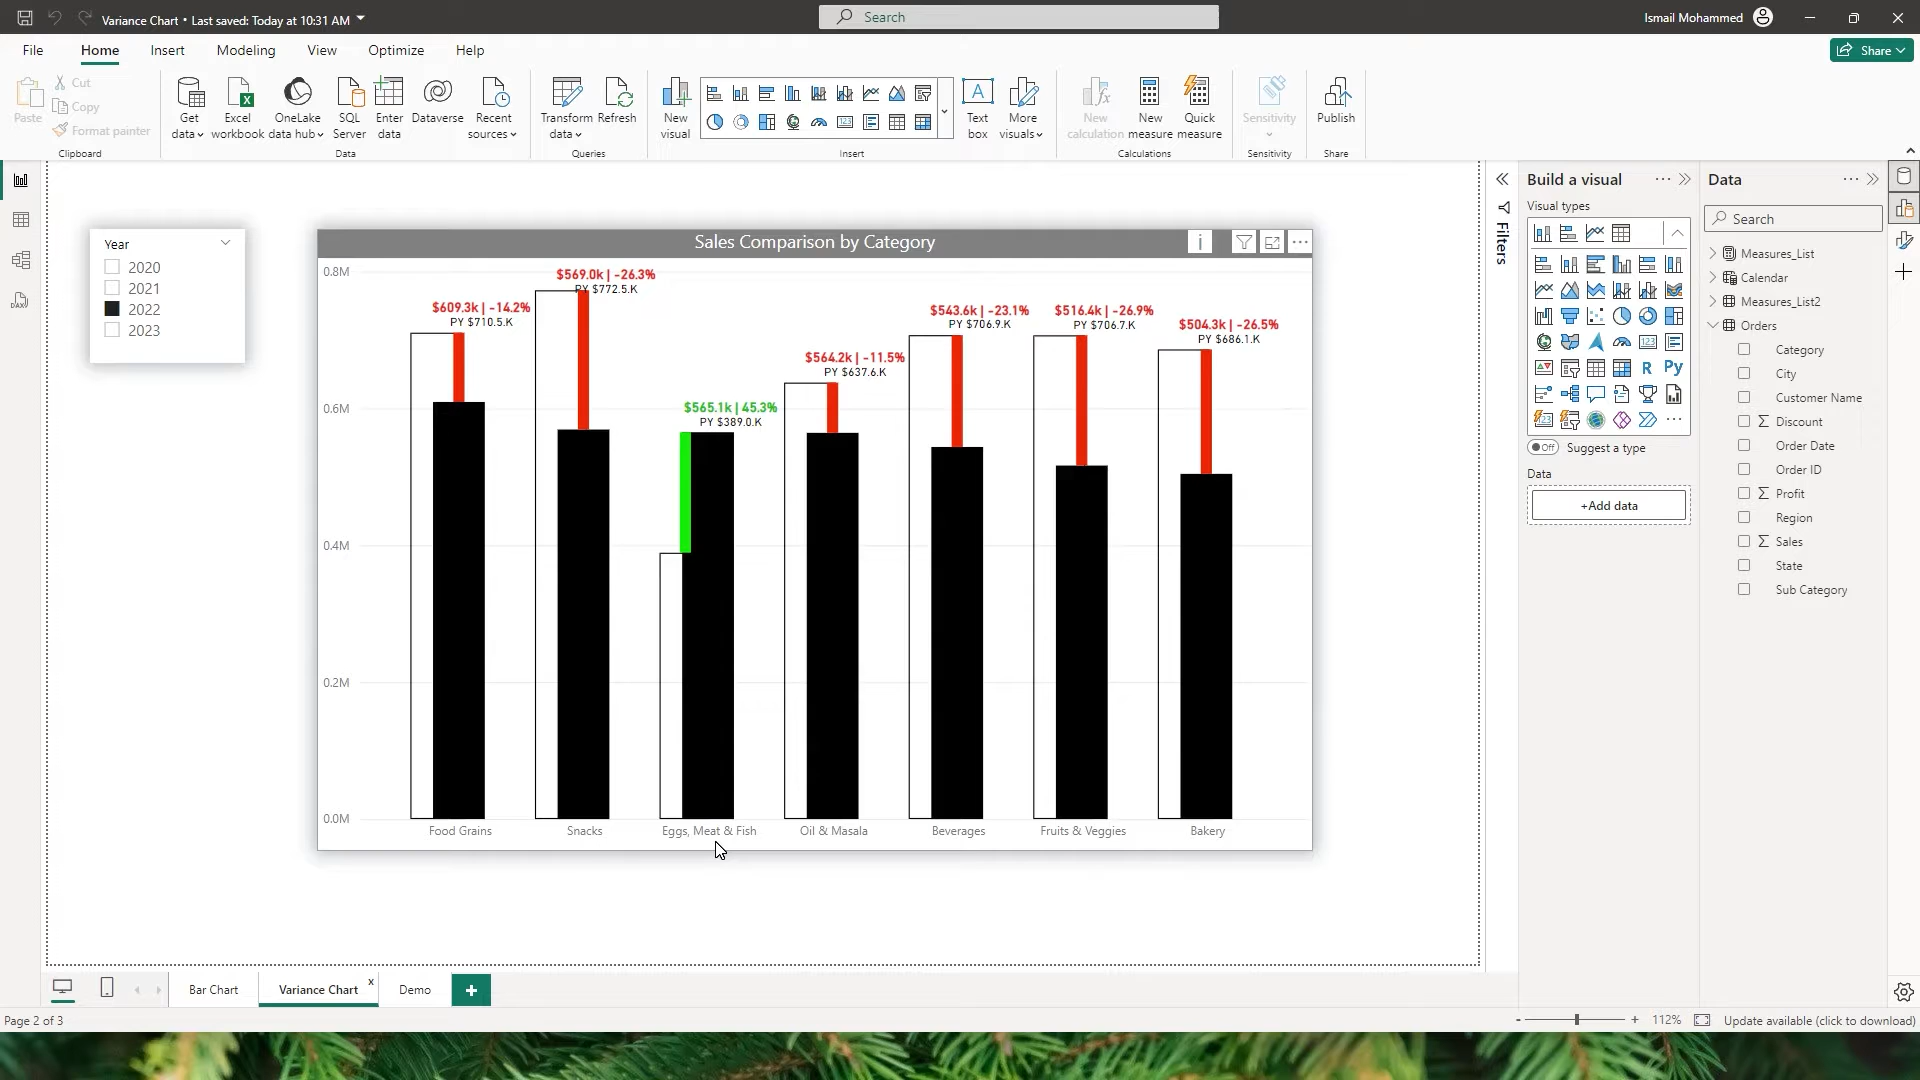 Variance Chart • Last saved: Today at 10:31 AM
Search
Ismail Mohammed
File
Home
Insert
Modeling
View
Optimize
Help
Share
Paste
Cut
Copy
Format painter
Clipboard
Get data
Excel workbook
OneLake data hub
SQL Server
Enter data
Dataverse
Recent sources
Data
Transform data
Refresh
Queries
New visual
Text box
More visuals
Insert
New calculation
New measure
Quick measure
Calculations
Sensitivity
Sensitivity
Publish
Share
Year
2020
2021
2022
2023
Sales Comparison by Category
0.8M
0.6M
0.4M
0.2M
0.0M
$609.3k | -14.2%
PY $710.5.K
$569.0k | -26.3%
PY $772.5.K
$565.1k | 45.3%
PY $389.0.K
$564.2k | -11.5%
PY $637.6.K
$543.6k | -23.1%
PY $706.9.K
$516.4k | -26.9%
PY $706.7.K
$504.3k | -26.5%
PY $686.1.K
Food Grains
Snacks
Eggs, Meat & Fish
Oil & Masala
Beverages
Fruits & Veggies
Bakery
Filters
Build a visual
Visual types
R
Py
Off
Suggest a type
Data
+Add data
Data
Search
Measures_List
Calendar
Measures_List2
Orders
Category
City
Customer Name
Discount
Order Date
Order ID
Profit
Region
Sales
State
Sub Category
Bar Chart
Variance Chart
x
Demo
+
Page 2 of 3
- + 112%
Update available (click to download)